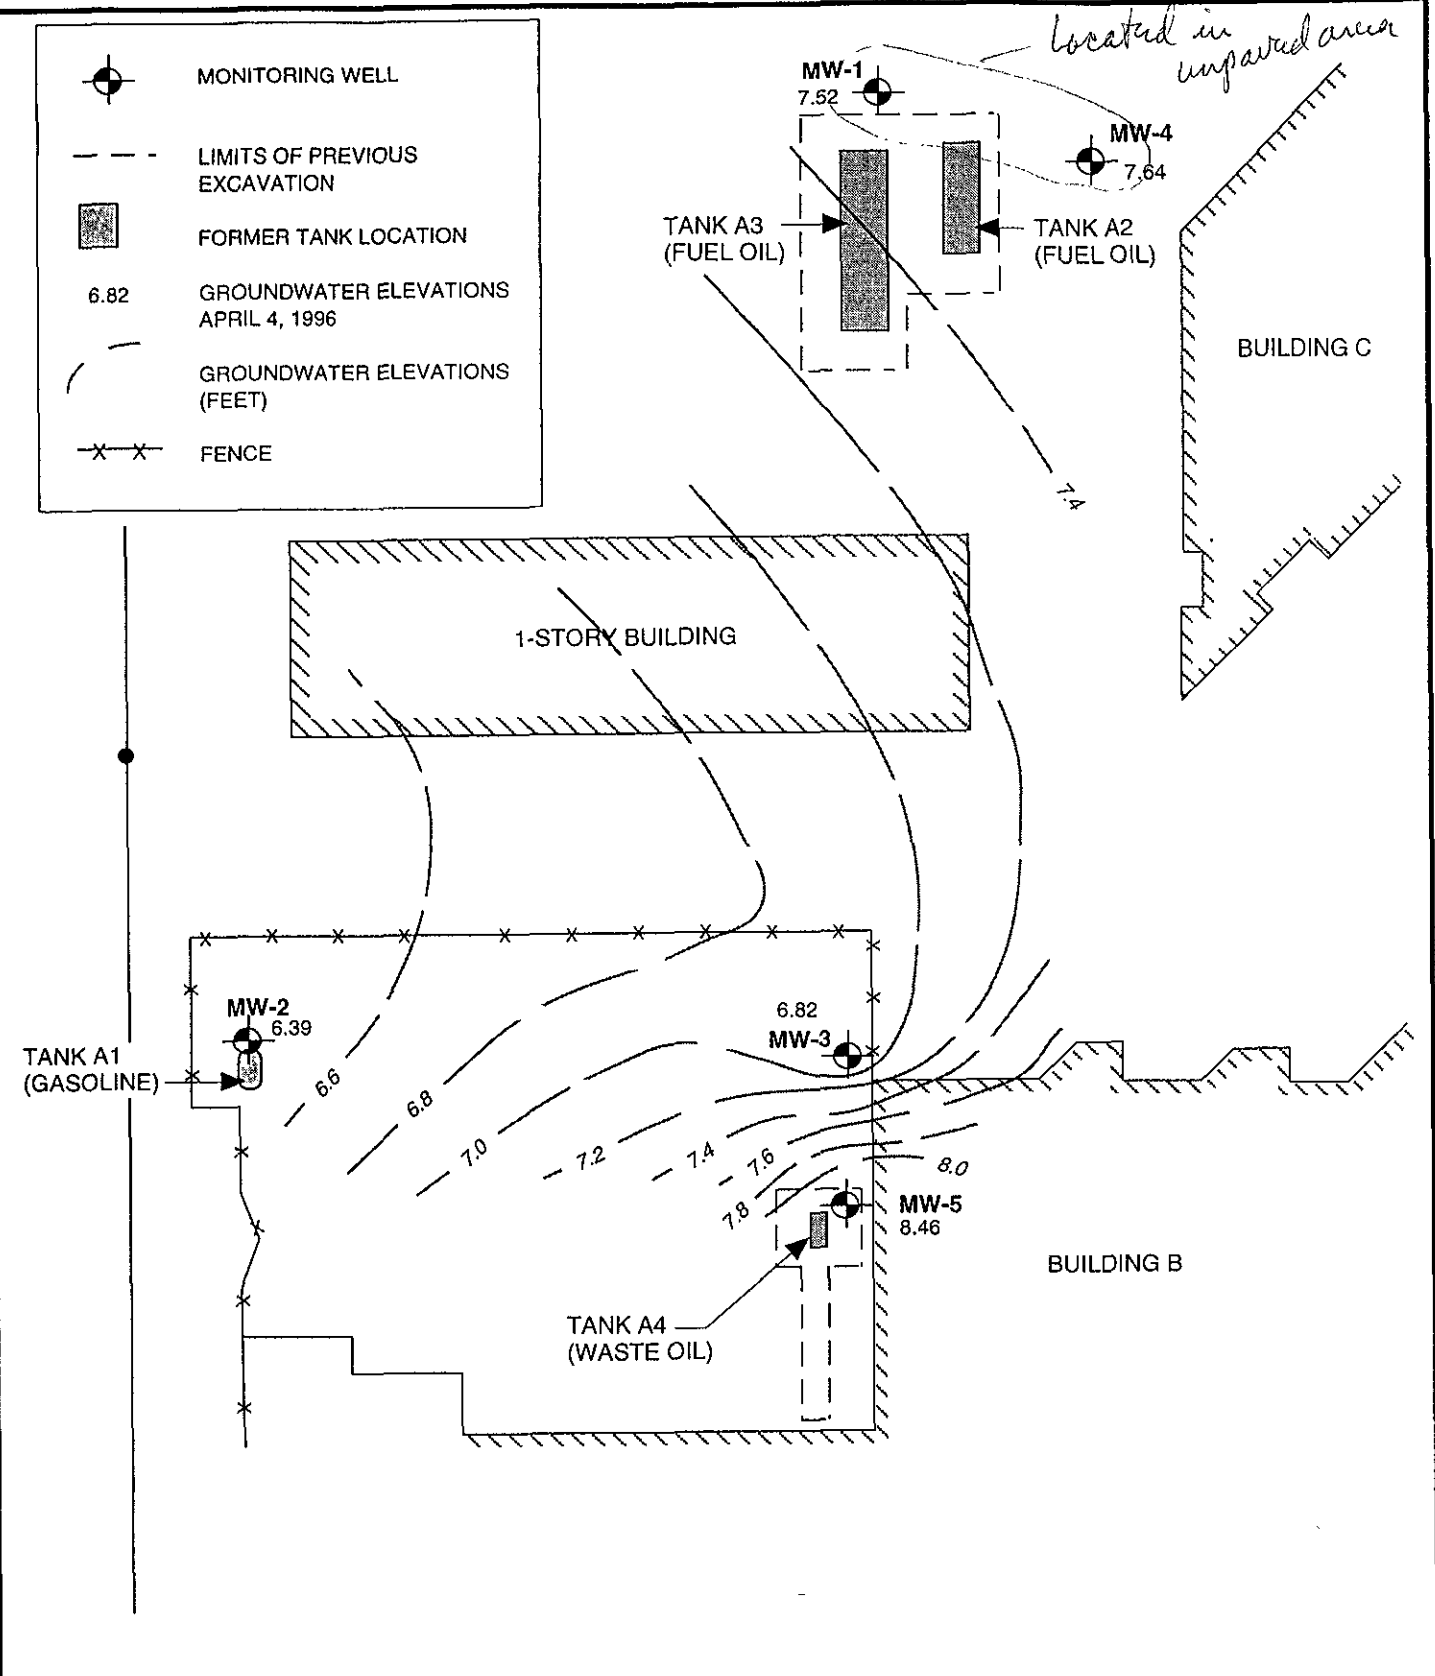 MONITORING WELL
LIMITS OF PREVIOUS
EXCAVATION
FORMER TANK LOCATION
6.82
GROUNDWATER ELEVATIONS
APRIL 4, 1996
GROUNDWATER ELEVATIONS
(FEET)
FENCE
Located in
unpaved area
MW-1
7.52
MW-4
7.64
TANK A3
(FUEL OIL)
TANK A2
(FUEL OIL)
BUILDING C
7.4
1-STORY BUILDING
MW-2
6.39
TANK A1
(GASOLINE)
6.82
MW-3
6.6
6.8
7.0
7.2
7.4
7.6
7.8
8.0
MW-5
8.46
BUILDING B
TANK A4
(WASTE OIL)